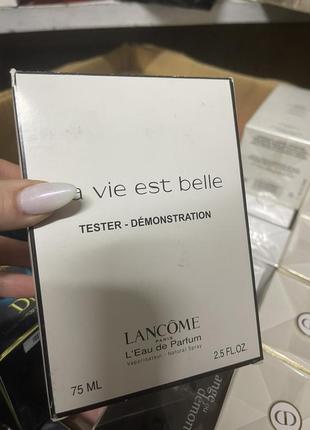 a vie est belle
TESTER - DÉMONSTRATION
LANCÔME
PARIS
L'Eau de Parfum
Vaporisateur - Natural Spray
75 ML
2.5 FL.OZ.